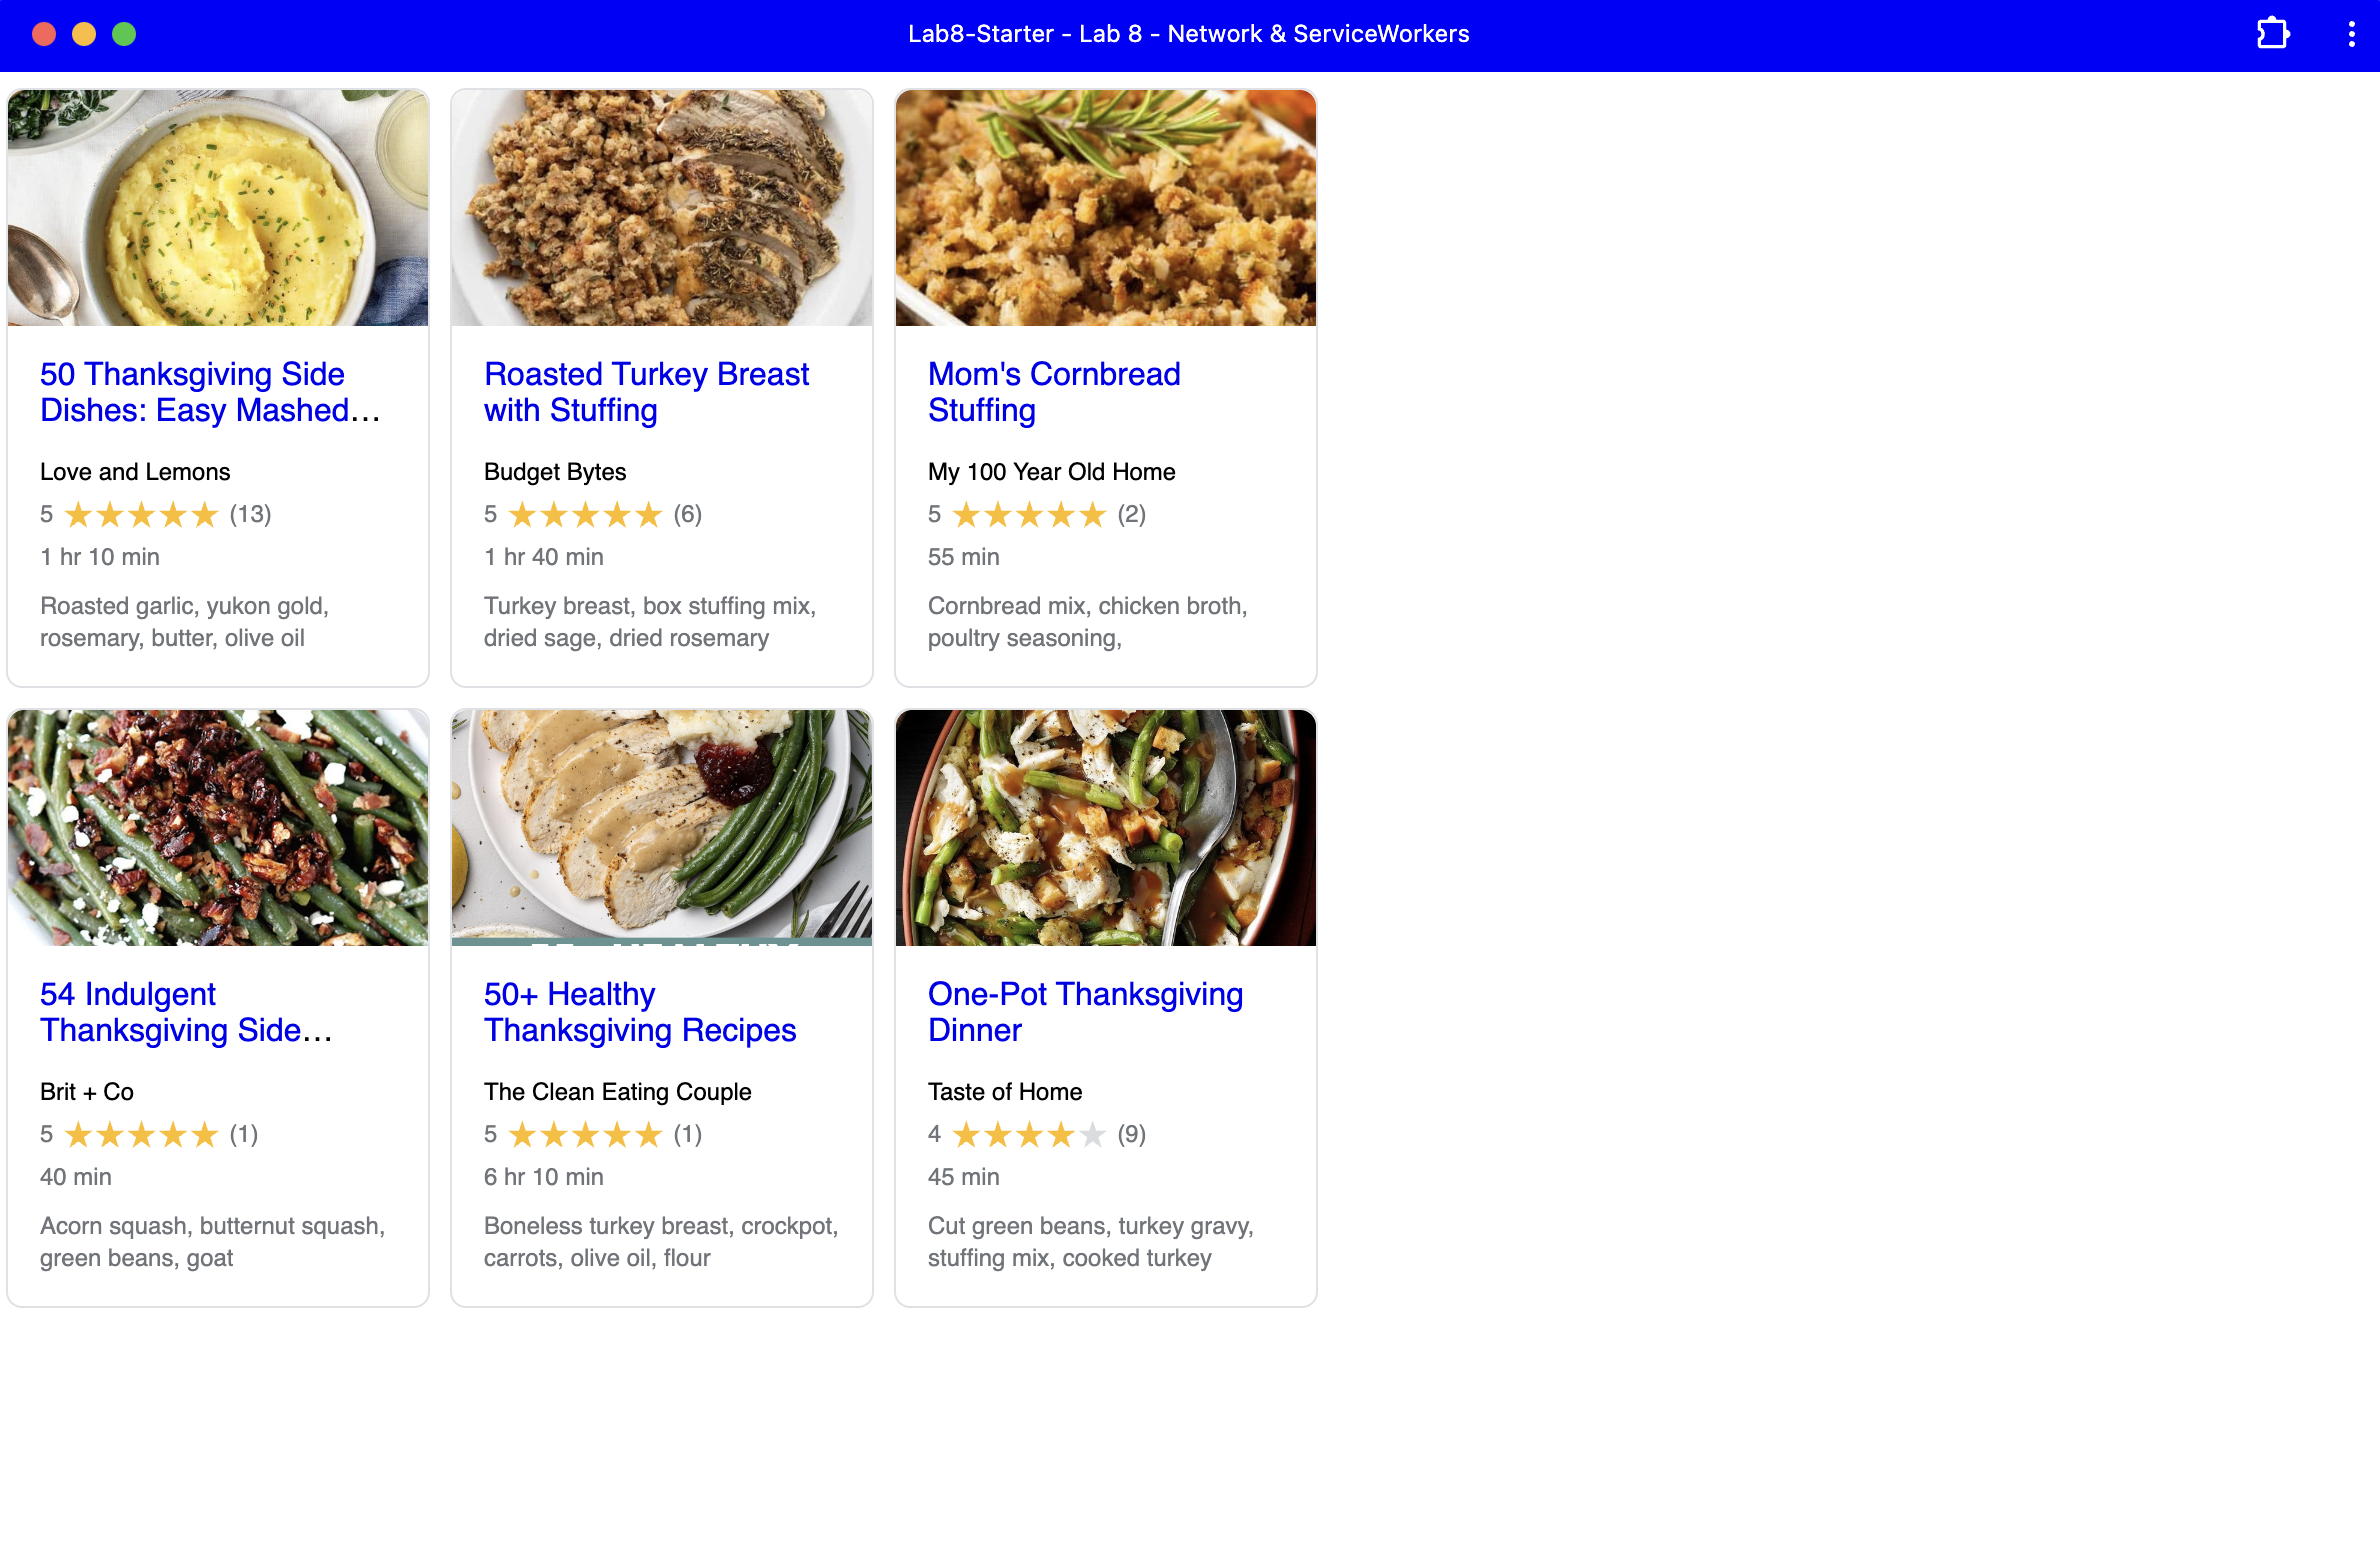 Lab8-Starter - Lab 8 - Network & ServiceWorkers
50 Thanksgiving Side
Dishes: Easy Mashed...
Love and Lemons
5 ★★★★★ (13)
1 hr 10 min
Roasted garlic, yukon gold,
rosemary, butter, olive oil
Roasted Turkey Breast
with Stuffing
Budget Bytes
5 ★★★★★ (6)
1 hr 40 min
Turkey breast, box stuffing mix,
dried sage, dried rosemary
Mom's Cornbread
Stuffing
My 100 Year Old Home
5 ★★★★★ (2)
55 min
Cornbread mix, chicken broth,
poultry seasoning,
54 Indulgent
Thanksgiving Side...
Brit + Co
5 ★★★★★ (1)
40 min
Acorn squash, butternut squash,
green beans, goat
50+ Healthy
Thanksgiving Recipes
The Clean Eating Couple
5 ★★★★★ (1)
6 hr 10 min
Boneless turkey breast, crockpot,
carrots, olive oil, flour
One-Pot Thanksgiving
Dinner
Taste of Home
4 ★★★★★ (9)
45 min
Cut green beans, turkey gravy,
stuffing mix, cooked turkey